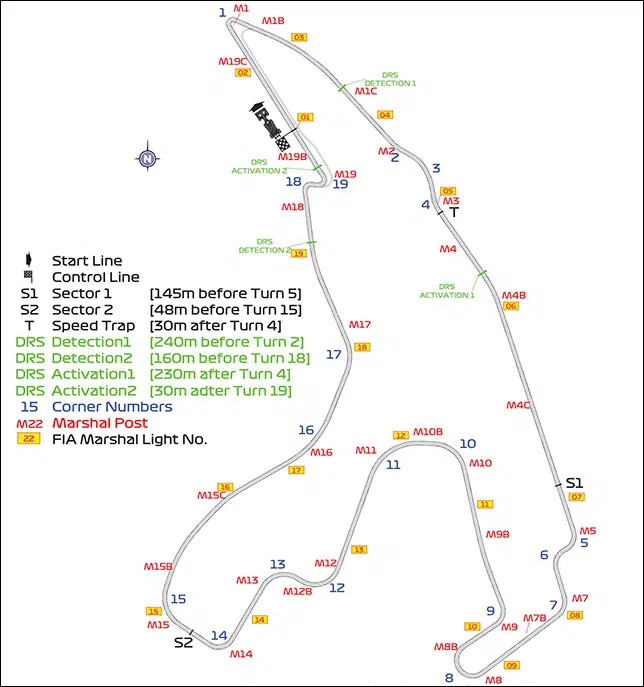 1
M1
M1B
03
M19C
02
DRS
DETECTION 1
M1C
04
01
M19B
M2
2
DRS
ACTIVATION 2
M19
18
19
M18
3
05
M3
4
T
M4
N
DRS
DETECTION 2
19
DRS
ACTIVATION 1
M4B
06
Start Line
Control Line
S1 Sector 1 [145m before Turn 5]
S2 Sector 2 [48m before Turn 15]
T Speed Trap [30m after Turn 4]
DRS Detection1 [240m before Turn 2]
DRS Detection2 [160m before Turn 18]
DRS Activation1 [230m after Turn 4]
DRS Activation2 [30m adter Turn 19]
15 Corner Numbers
M22 Marshal Post
22 FIA Marshal Light No.
M17
18
17
M4C
16
M16
17
M11
12
M10B
10
11
M10
16
M15C
S1
07
11
M9B
M5
5
13
6
M15B
13
M12
M13
M12B
12
15
15
M15
S2
14
14
M14
9
M9
10
7
M7
M7B
08
M8B
09
8
M8